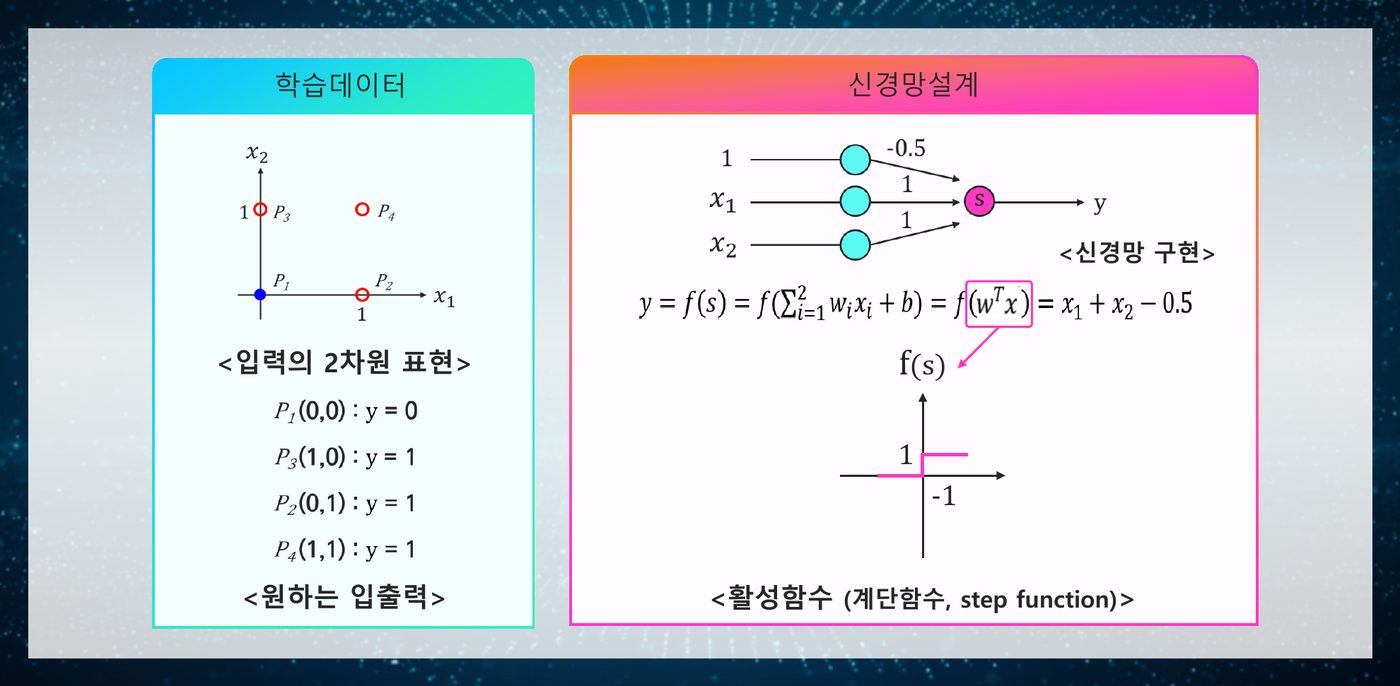 학습데이터
x₂
1 P₃ P₄
P₁ P₂
x₁
1
<입력의 2차원 표현>
P₁(0,0) : y = 0
P₃(1,0) : y = 1
P₂(0,1) : y = 1
P₄(1,1) : y = 1
<원하는 입출력>
신경망설계
1 -0.5
x₁ 1 s y
x₂ 1
<신경망 구현>
y = f(s) = f(∑²ᵢ₌₁ wᵢxᵢ + b) = f(wᵀx) = x₁ + x₂ − 0.5
f(s)
1
-1
<활성함수 (계단함수, step function)>